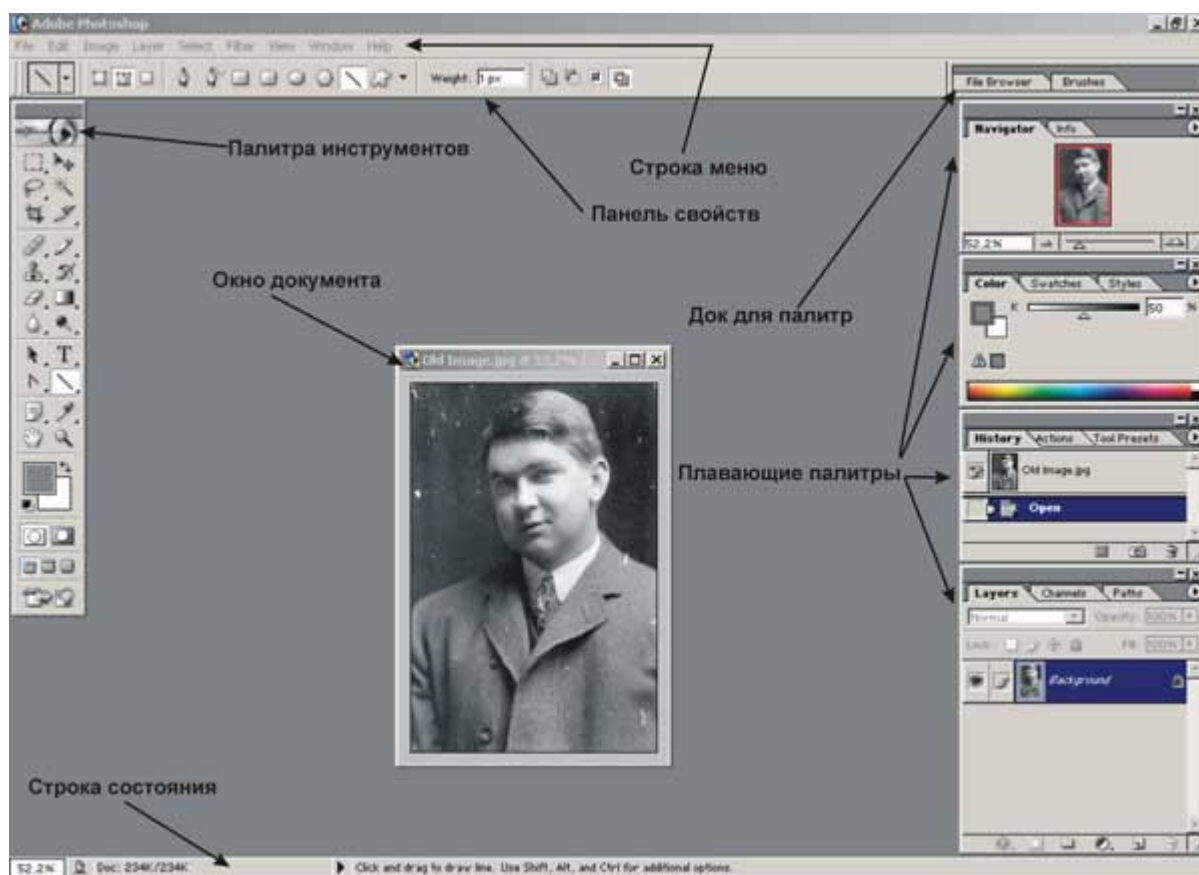 Adobe Photoshop
File Edit Image Layer Select Filter View Window Help
Weight: 1 px
File Browser Brushes
Палитра инструментов
Строка меню
Панель свойств
Navigator Info
52.2%
Окно документа
Док для палитр
Color Swatches Styles
K 50 %
Old Image.jpg @ 52.2%
History Actions Tool Presets
Плавающие палитры
Old Image.jpg
Open
Layers Channels Paths
Normal Opacity: 100%
Lock: Fill: 100%
Background
Строка состояния
52.2% Doc: 234K/234K Click and drag to draw line. Use Shift, Alt, and Ctrl for additional options.